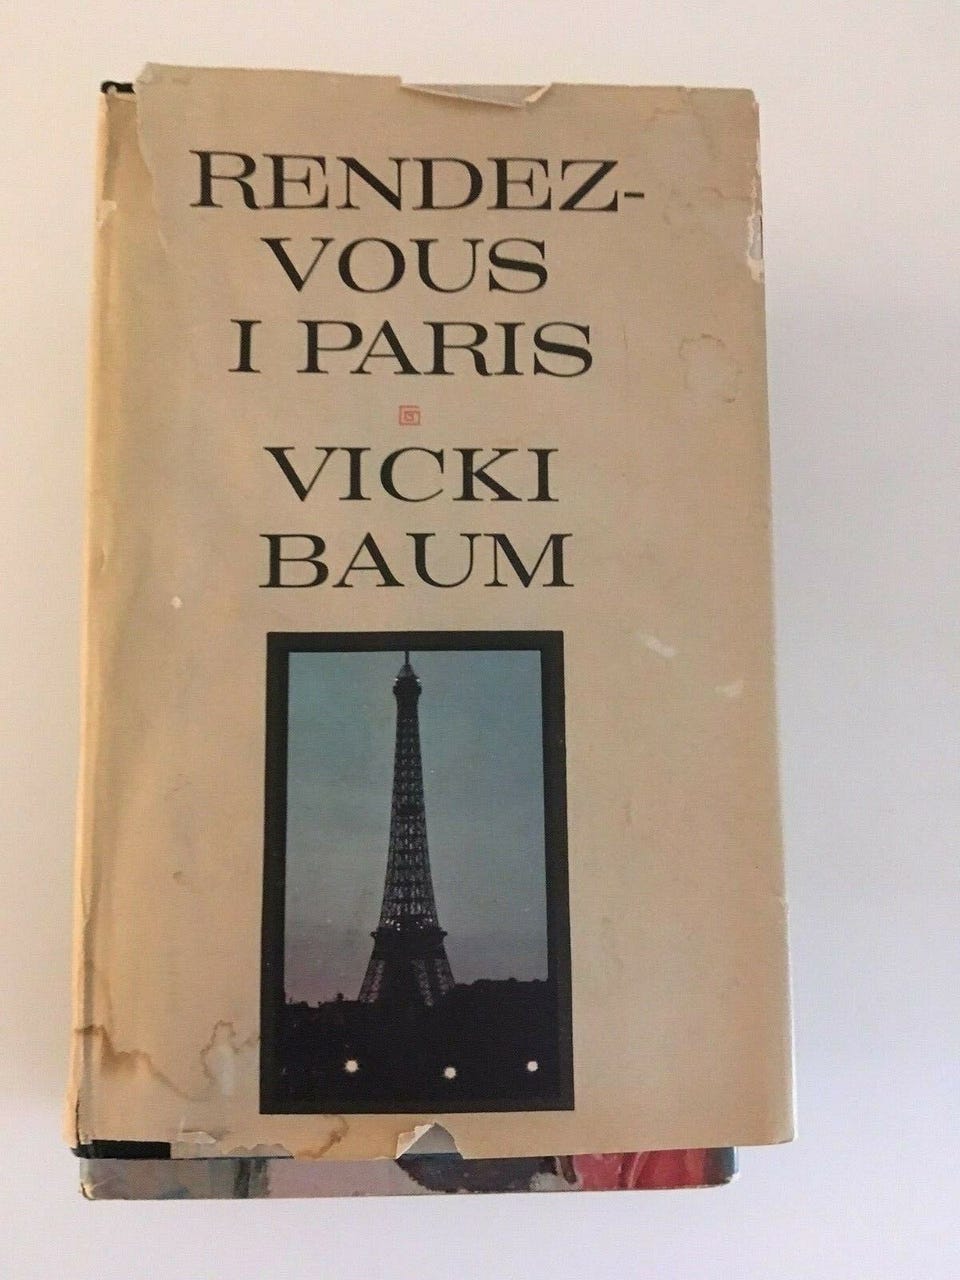 RENDEZ-
VOUS
I PARIS
VICKI
BAUM